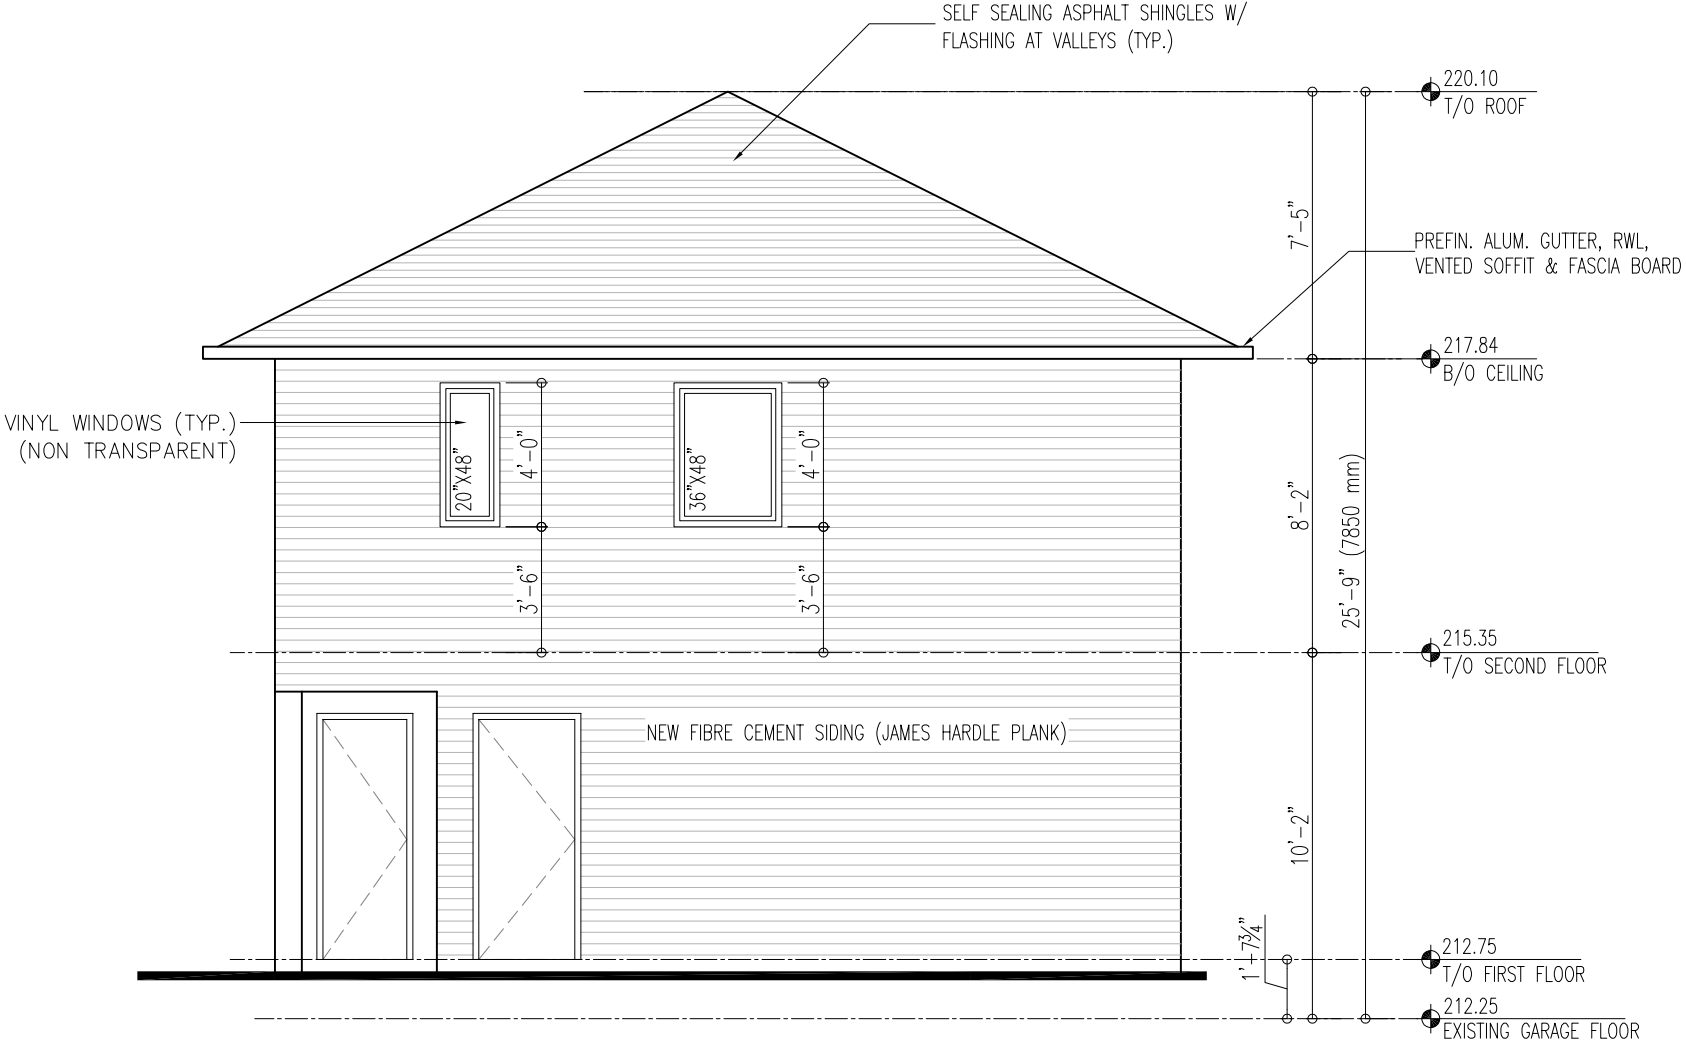 SELF SEALING ASPHALT SHINGLES W/
FLASHING AT VALLEYS (TYP.)
220.10
T/O ROOF
7'-5"
PREFIN. ALUM. GUTTER, RWL,
VENTED SOFFIT & FASCIA BOARD
217.84
B/O CEILING
VINYL WINDOWS (TYP.)
(NON TRANSPARENT)
20"X48"
4'-0"
36"X48"
4'-0"
8'-2"
25'-9" (7850 mm)
3'-6"
3'-6"
215.35
T/O SECOND FLOOR
NEW FIBRE CEMENT SIDING (JAMES HARDLE PLANK)
10'-2"
1'-7¾"
212.75
T/O FIRST FLOOR
212.25
EXISTING GARAGE FLOOR